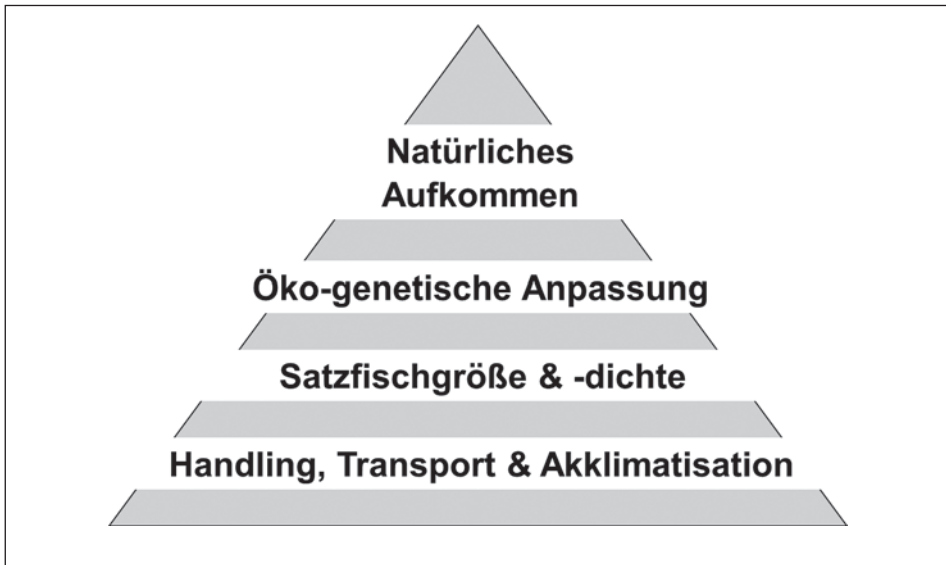 Natürliches
Aufkommen
Öko-genetische Anpassung
Satzfischgröße & -dichte
Handling, Transport & Akklimatisation